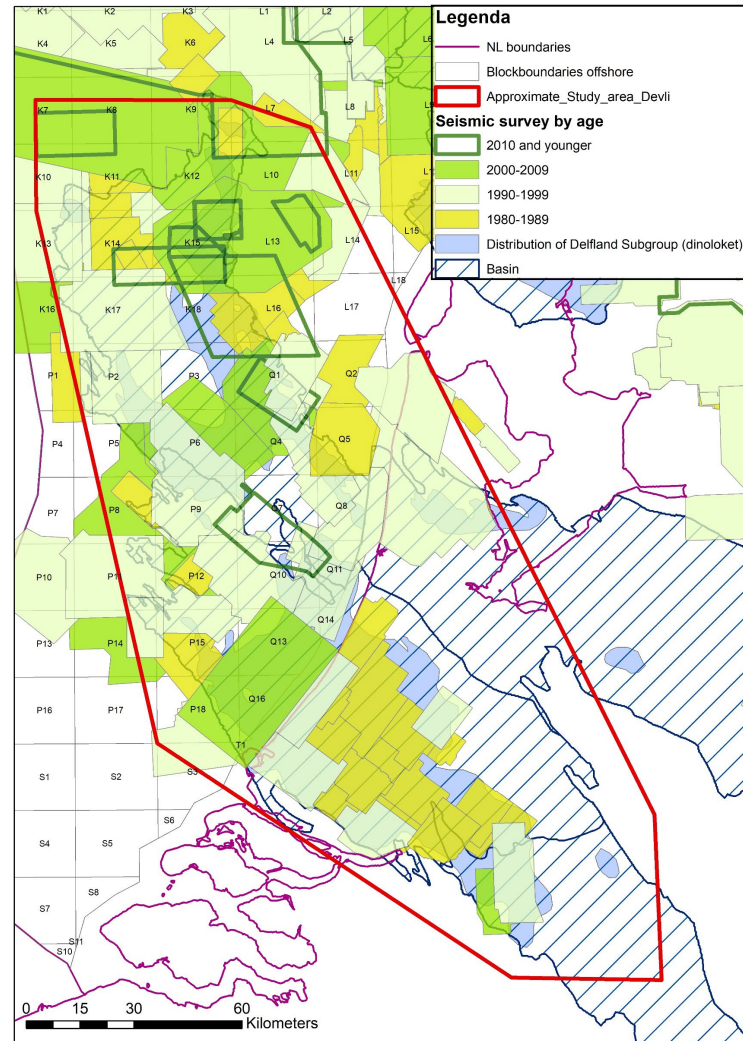 Legenda
NL boundaries
Blockboundaries offshore
Approximate_Study_area_Devli
Seismic survey by age
2010 and younger
2000-2009
1990-1999
1980-1989
Distribution of Delfland Subgroup (dinoloket)
Basin
K1 K2 K3 L1 L2
K4 K5 K6 L4 L5
K7 K8 K9 L7 L8
K10 K11 K12 L10 L11
K13 K14 K15 L13 L14 L15
K16 K17 K18 L16 L17 L18
P1 P2 P3 Q1 Q2
P4 P5 P6 Q4 Q5
P7 P8 P9 Q8
P10 P12 Q10 Q11
P13 P14 P15 Q13 Q14
P16 P17 P18 Q16
T1
S1 S2 S3
S4 S5 S6
S7 S8
S10 S11
0 15 30 60
Kilometers